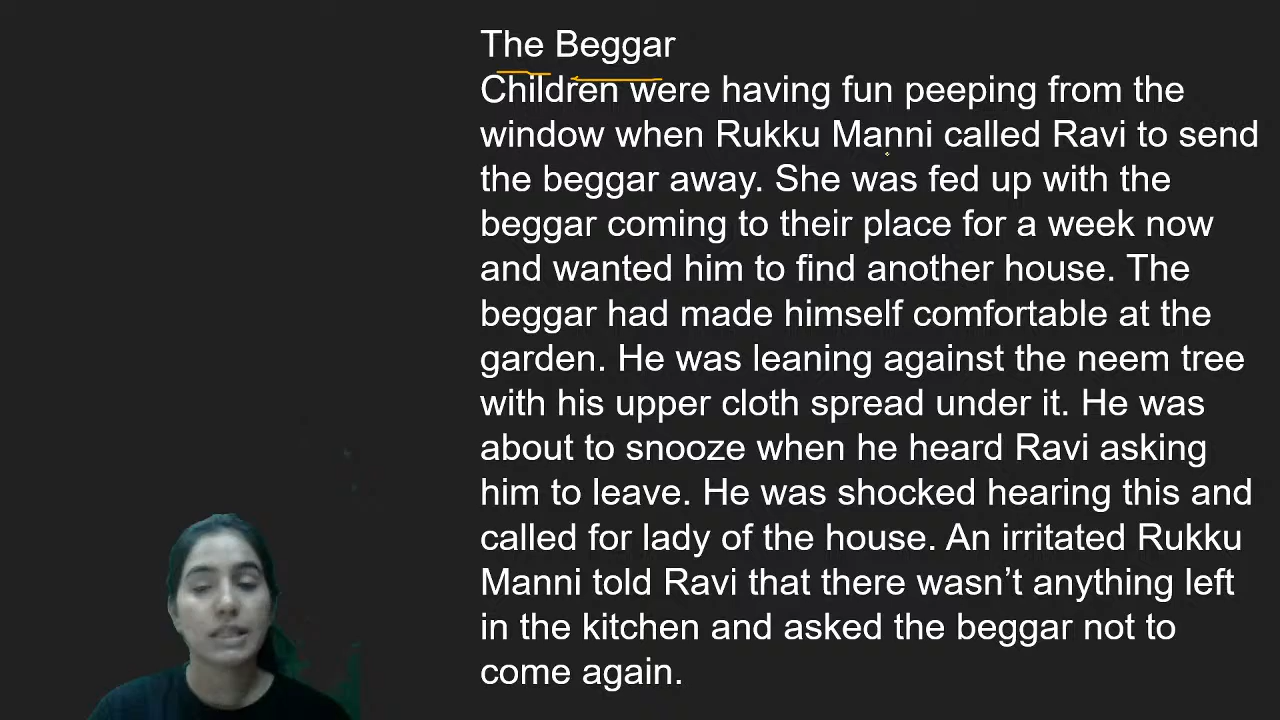 The Beggar
Children were having fun peeping from the
window when Rukku Manni called Ravi to send
the beggar away. She was fed up with the
beggar coming to their place for a week now
and wanted him to find another house. The
beggar had made himself comfortable at the
garden. He was leaning against the neem tree
with his upper cloth spread under it. He was
about to snooze when he heard Ravi asking
him to leave. He was shocked hearing this and
called for lady of the house. An irritated Rukku
Manni told Ravi that there wasn’t anything left
in the kitchen and asked the beggar not to
come again.